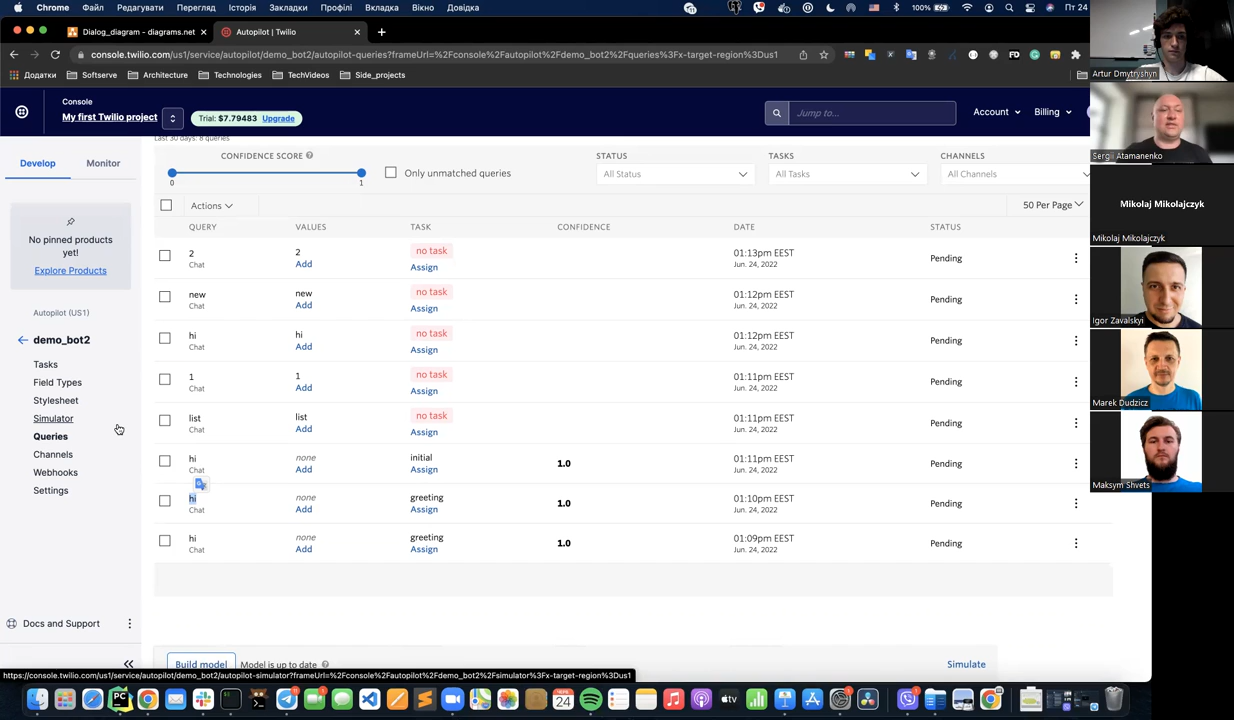 Chrome Файл Редагувати Перегляд Історія Закладки Профілі Вкладка Вікно Довідка 100% Пт 24
Dialog_diagram - diagrams.net
Autopilot | Twilio
console.twilio.com/us1/service/autopilot/demo_bot2/autopilot-queries?frameUrl=%2Fconsole%2Fautopilot%2Fdemo_bot2%2Fqueries%3Fx-target-region%3Dus1
Додатки Softserve Architecture Technologies TechVideos Side_projects
Console
My first Twilio project
Trial: $7.79483 Upgrade
Jump to...
Account Billing
Develop Monitor
No pinned products
yet!
Explore Products
Autopilot (US1)
demo_bot2
Tasks
Field Types
Stylesheet
Simulator
Queries
Channels
Webhooks
Settings
Docs and Support
Last 30 days: 8 queries
CONFIDENCE SCORE
0 1
Only unmatched queries
STATUS
All Status
TASKS
All Tasks
CHANNELS
All Channels
Actions
50 Per Page
QUERY VALUES TASK CONFIDENCE DATE STATUS
2 2 no task 01:13pm EEST Pending
Chat Add Assign Jun. 24, 2022
new new no task 01:12pm EEST Pending
Chat Add Assign Jun. 24, 2022
hi hi no task 01:12pm EEST Pending
Chat Add Assign Jun. 24, 2022
1 1 no task 01:11pm EEST Pending
Chat Add Assign Jun. 24, 2022
list list no task 01:11pm EEST Pending
Chat Add Assign Jun. 24, 2022
hi none initial 1.0 01:11pm EEST Pending
Chat Add Assign Jun. 24, 2022
hi none greeting 1.0 01:10pm EEST Pending
Chat Add Assign Jun. 24, 2022
hi none greeting 1.0 01:09pm EEST Pending
Chat Add Assign Jun. 24, 2022
Build model Model is up to date
Simulate
https://console.twilio.com/us1/service/autopilot/demo_bot2/autopilot-simulator?frameUrl=%2Fconsole%2Fautopilot%2Fdemo_bot2%2Fsimulator%3Fx-target-region%3Dus1
Artur Dmytryshyn
Sergii Atamanenko
Mikolaj Mikolajczyk
Mikolaj Mikolajczyk
Igor Zavalskyi
Marek Dudzicz
Maksym Shvets